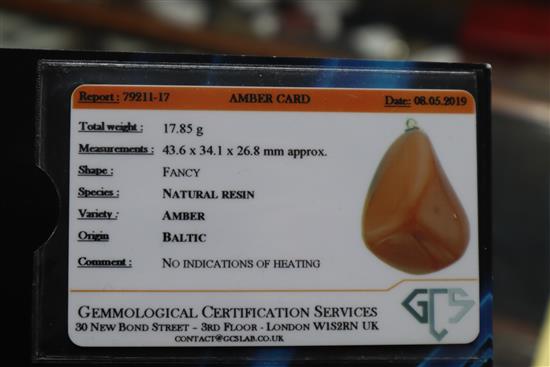 Report : 79211-17 AMBER CARD Date: 08.05.2019
Total weight : 17.85 g
Measurements : 43.6 x 34.1 x 26.8 mm approx.
Shape : FANCY
Species : NATURAL RESIN
Variety : AMBER
Origin BALTIC
Comment : NO INDICATIONS OF HEATING
GCS
GEMMOLOGICAL CERTIFICATION SERVICES
30 NEW BOND STREET - 3RD FLOOR - LONDON W1S2RN UK
CONTACT@GCSLAB.CO.UK